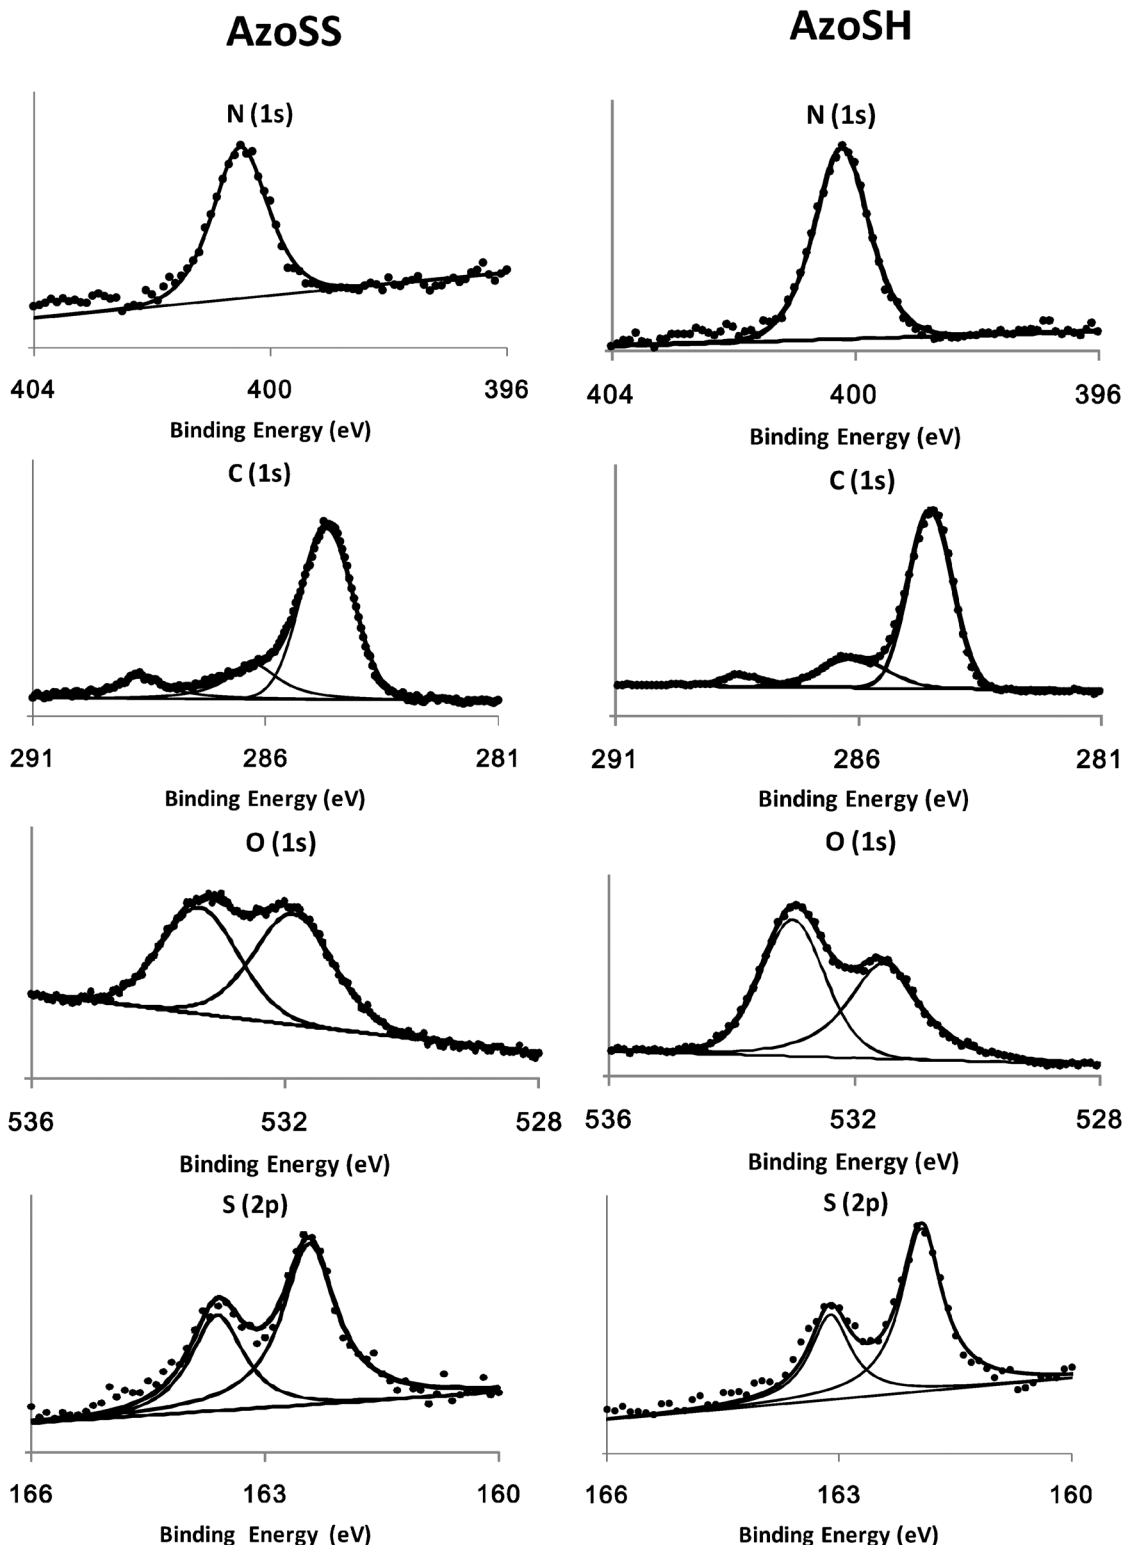 AzoSS
AzoSH
N (1s)
N (1s)
404 400 396
404 400 396
Binding Energy (eV)
Binding Energy (eV)
C (1s)
C (1s)
291 286 281
291 286 281
Binding Energy (eV)
Binding Energy (eV)
O (1s)
O (1s)
536 532 528
536 532 528
Binding Energy (eV)
Binding Energy (eV)
S (2p)
S (2p)
166 163 160
166 163 160
Binding Energy (eV)
Binding Energy (eV)